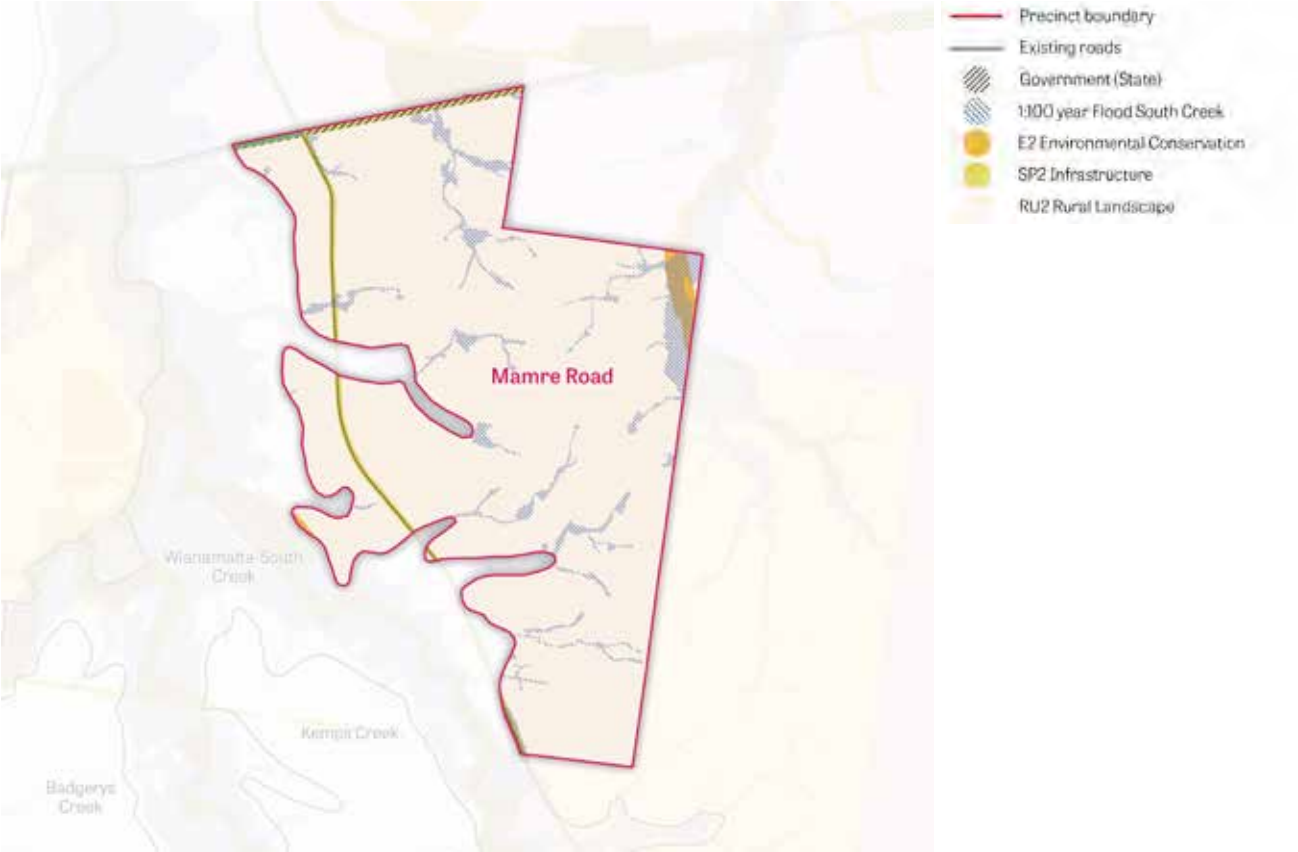 Precinct boundary
Existing roads
Government (State)
1:100 year Flood South Creek
E2 Environmental Conservation
SP2 Infrastructure
RU2 Rural Landscape
Mamre Road
Wianamatta-South
Creek
Kemps Creek
Badgerys
Creek